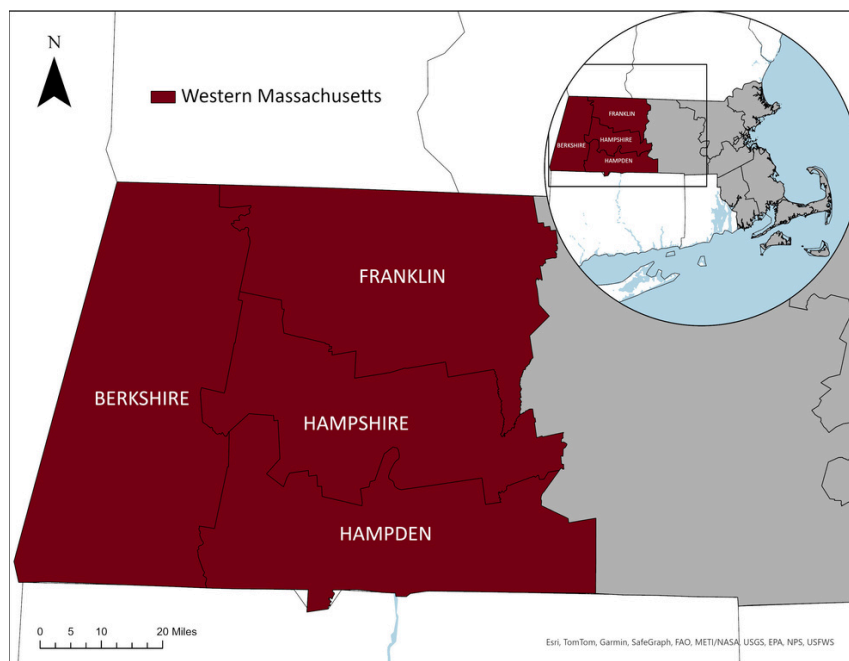 N
Western Massachusetts
FRANKLIN
HAMPSHIRE
BERKSHIRE
HAMPDEN
FRANKLIN
BERKSHIRE
HAMPSHIRE
HAMPDEN
0 5 10 20 Miles
Esri, TomTom, Garmin, SafeGraph, FAO, METI/NASA, USGS, EPA, NPS, USFWS